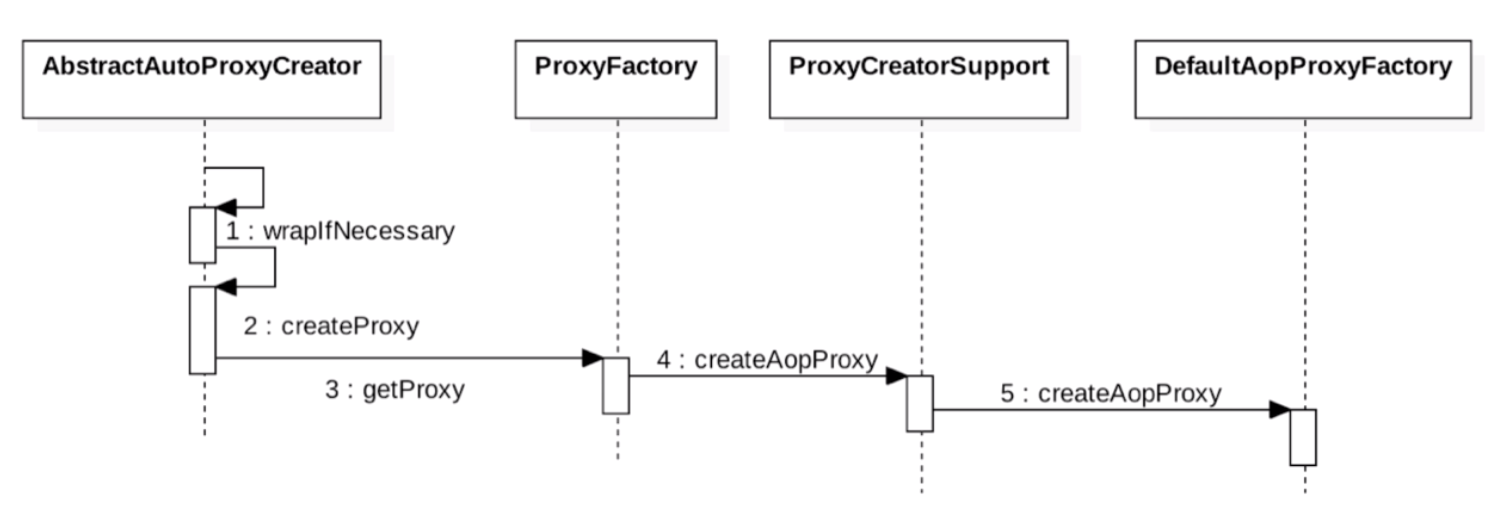 AbstractAutoProxyCreator
ProxyFactory
ProxyCreatorSupport
DefaultAopProxyFactory
1 : wrapIfNecessary
2 : createProxy
3 : getProxy
4 : createAopProxy
5 : createAopProxy